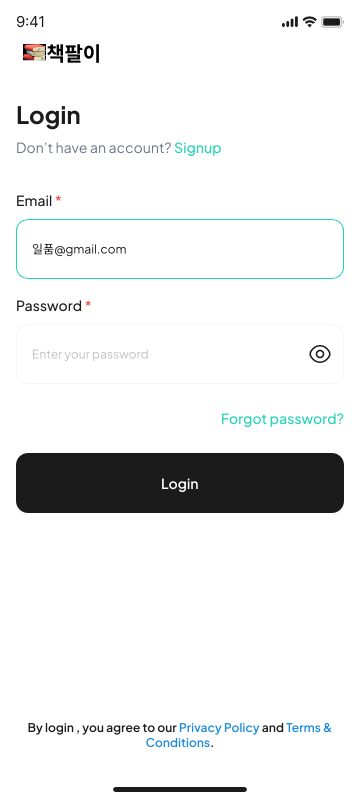 9:41
책팔이
Login
Don't have an account? Signup
Email *
일품@gmail.com
Password *
Enter your password
Forgot password?
Login
By login , you agree to our Privacy Policy and Terms &
Conditions.